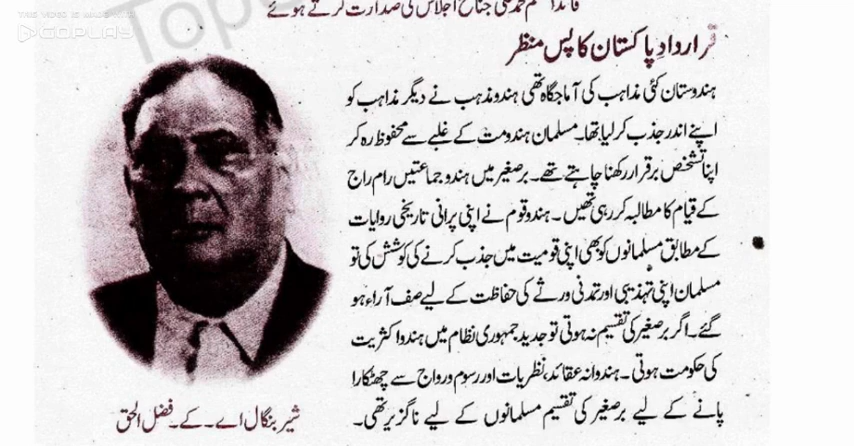 THIS VIDEO IS MADE WITH
GOPLAY
Tops
قائداعظم محمد علی جناح اجلاس کی صدارت کرتے ہوئے
قراردادِ پاکستان کا پس منظر
ہندوستان کئی مذاہب کی آماجگاہ تھی ہندو مذہب نے دیگر مذاہب کو
اپنے اندر جذب کر لیا تھا۔ مسلمان ہندومت کے غلبے سے محفوظ رہ کر
اپنا تشخص برقرار رکھنا چاہتے تھے۔ برصغیر میں ہندو جماعتیں رام راج
کے قیام کا مطالبہ کر رہی تھیں۔ ہندو قوم نے اپنی پرانی تاریخی روایات
کے مطابق مسلمانوں کو بھی اپنی قومیت میں جذب کرنے کی کوشش کی تو
مسلمان اپنی تہذیبی اور تمدنی ورثے کی حفاظت کے لیے صف آراء ہو
گئے۔ اگر برصغیر کی تقسیم نہ ہوتی تو جدید جمہوری نظام میں ہندو اکثریت
کی حکومت ہوتی۔ ہندوانہ عقائد، نظریات اور رسوم و رواج سے چھٹکارا
پانے کے لیے برصغیر کی تقسیم مسلمانوں کے لیے ناگزیر تھی۔
شیر بنگال اے۔ کے۔ فضل الحق